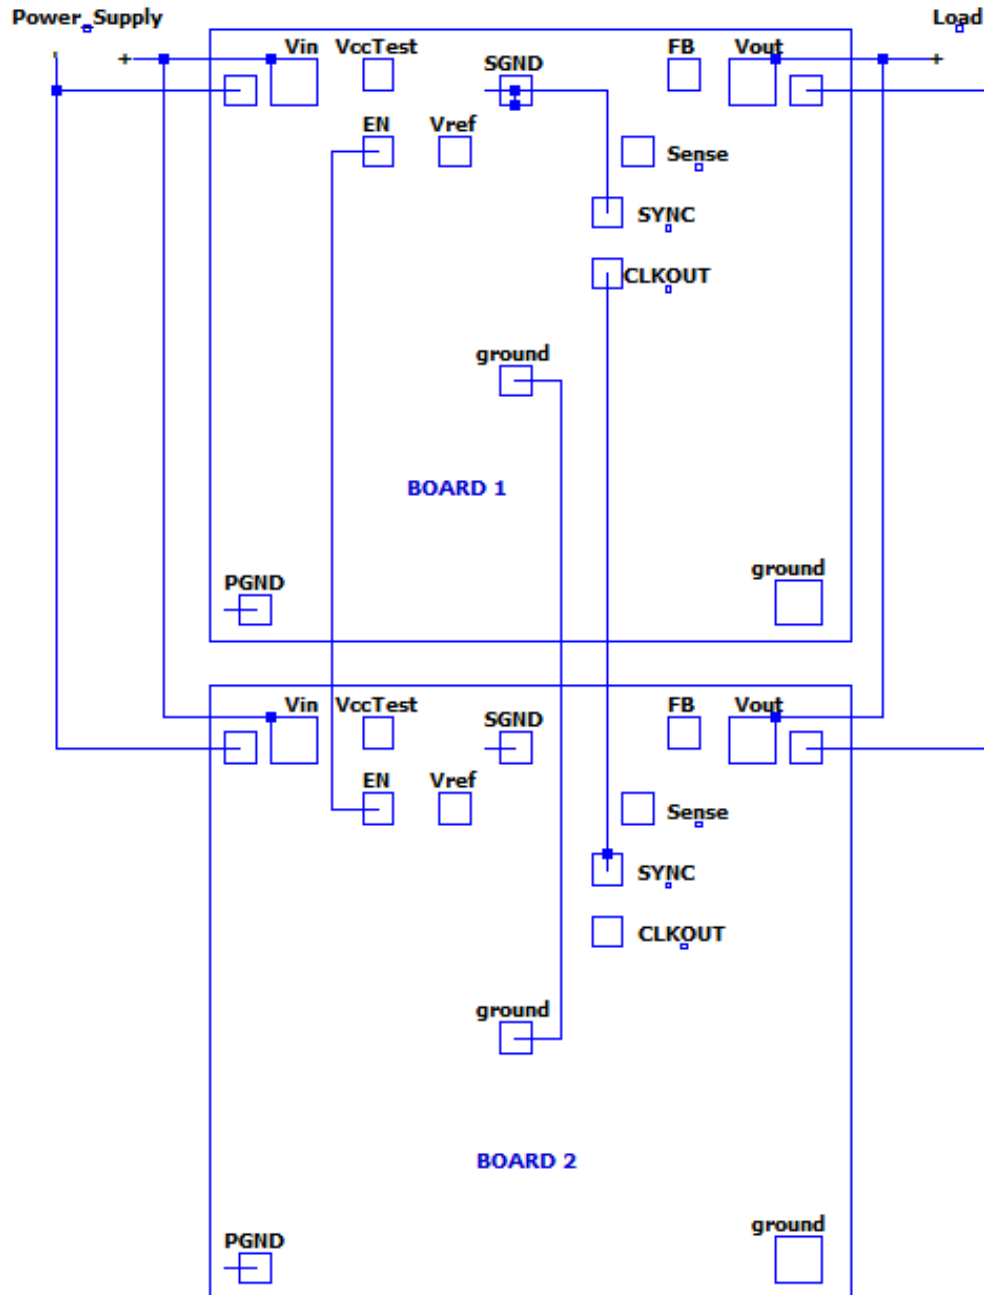 Power_Supply
Load
- +
+
Vin VccTest SGND FB Vout
EN Vref
Sense
SYNC
CLKOUT
ground
BOARD 1
PGND
ground
Vin VccTest SGND FB Vout
EN Vref
Sense
SYNC
CLKOUT
ground
BOARD 2
PGND
ground